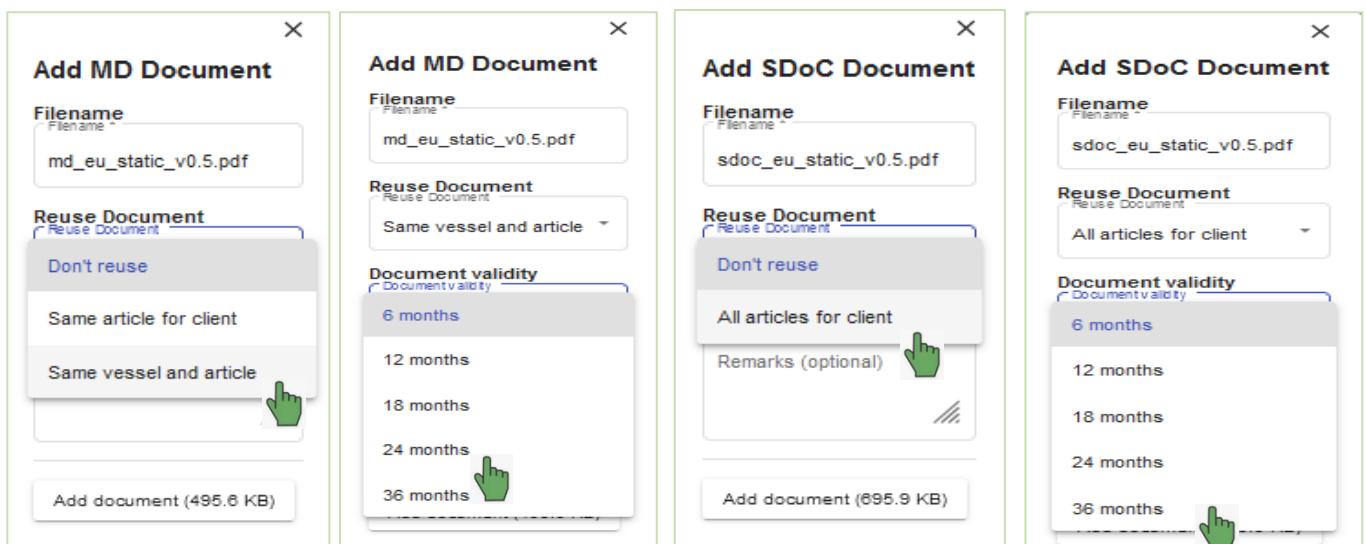 Add MD Document
Filename
Filename *
md_eu_static_v0.5.pdf
Reuse Document
Reuse Document
Don't reuse
Same article for client
Same vessel and article
Add document (495.6 KB)
Add MD Document
Filename
Filename *
md_eu_static_v0.5.pdf
Reuse Document
Reuse Document
Same vessel and article
Document validity
Document validity
6 months
12 months
18 months
24 months
36 months
Add SDoC Document
Filename
Filename *
sdoc_eu_static_v0.5.pdf
Reuse Document
Reuse Document
Don't reuse
All articles for client
Remarks (optional)
Add document (695.9 KB)
Add SDoC Document
Filename
Filename *
sdoc_eu_static_v0.5.pdf
Reuse Document
Reuse Document
All articles for client
Document validity
Document validity
6 months
12 months
18 months
24 months
36 months